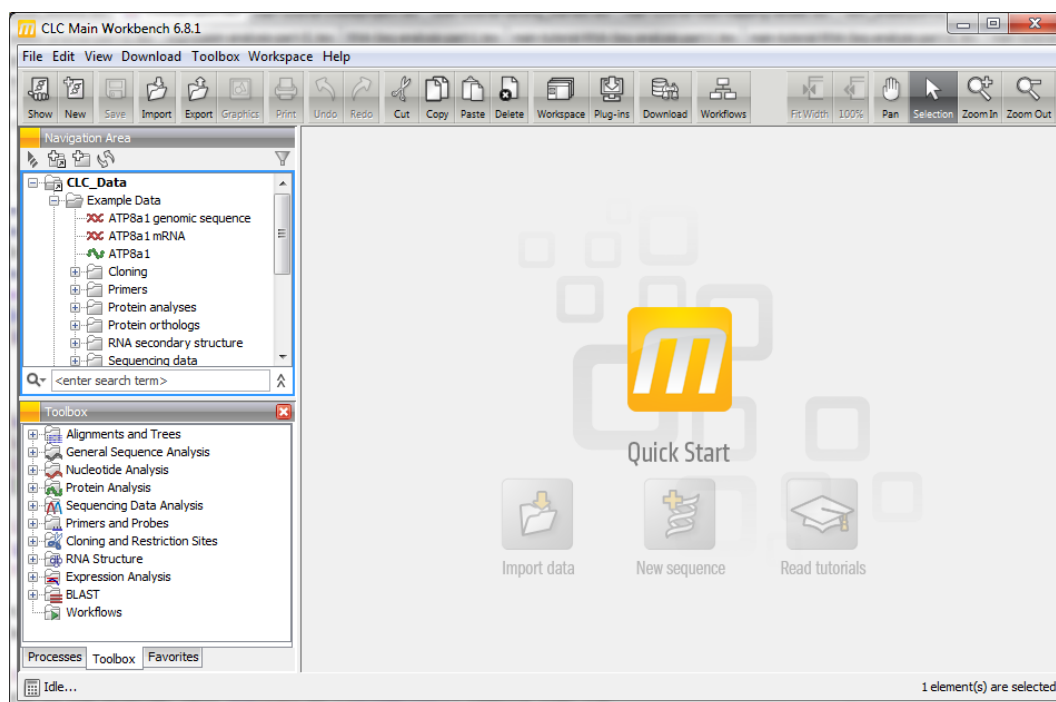 CLC Main Workbench 6.8.1
File Edit View Download Toolbox Workspace Help
Show New Save Import Export Graphics Print Undo Redo Cut Copy Paste Delete Workspace Plug-ins Download Workflows Fit Width 100% Pan Selection Zoom In Zoom Out
Navigation Area
CLC_Data
Example Data
ATP8a1 genomic sequence
ATP8a1 mRNA
ATP8a1
Cloning
Primers
Protein analyses
Protein orthologs
RNA secondary structure
Sequencing data
<enter search term>
Toolbox
Alignments and Trees
General Sequence Analysis
Nucleotide Analysis
Protein Analysis
Sequencing Data Analysis
Primers and Probes
Cloning and Restriction Sites
RNA Structure
Expression Analysis
BLAST
Workflows
Processes Toolbox Favorites
Quick Start
Import data New sequence Read tutorials
Idle... 1 element(s) are selected